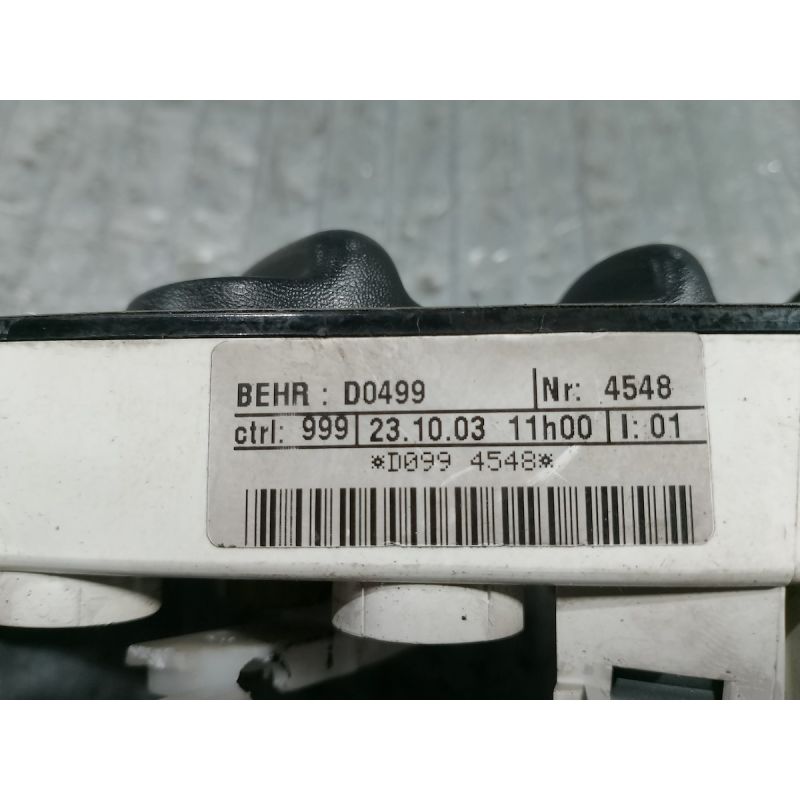 BEHR : D0499 Nr: 4548
ctrl: 999 23.10.03 11h00 I: 01
*D099 4548*